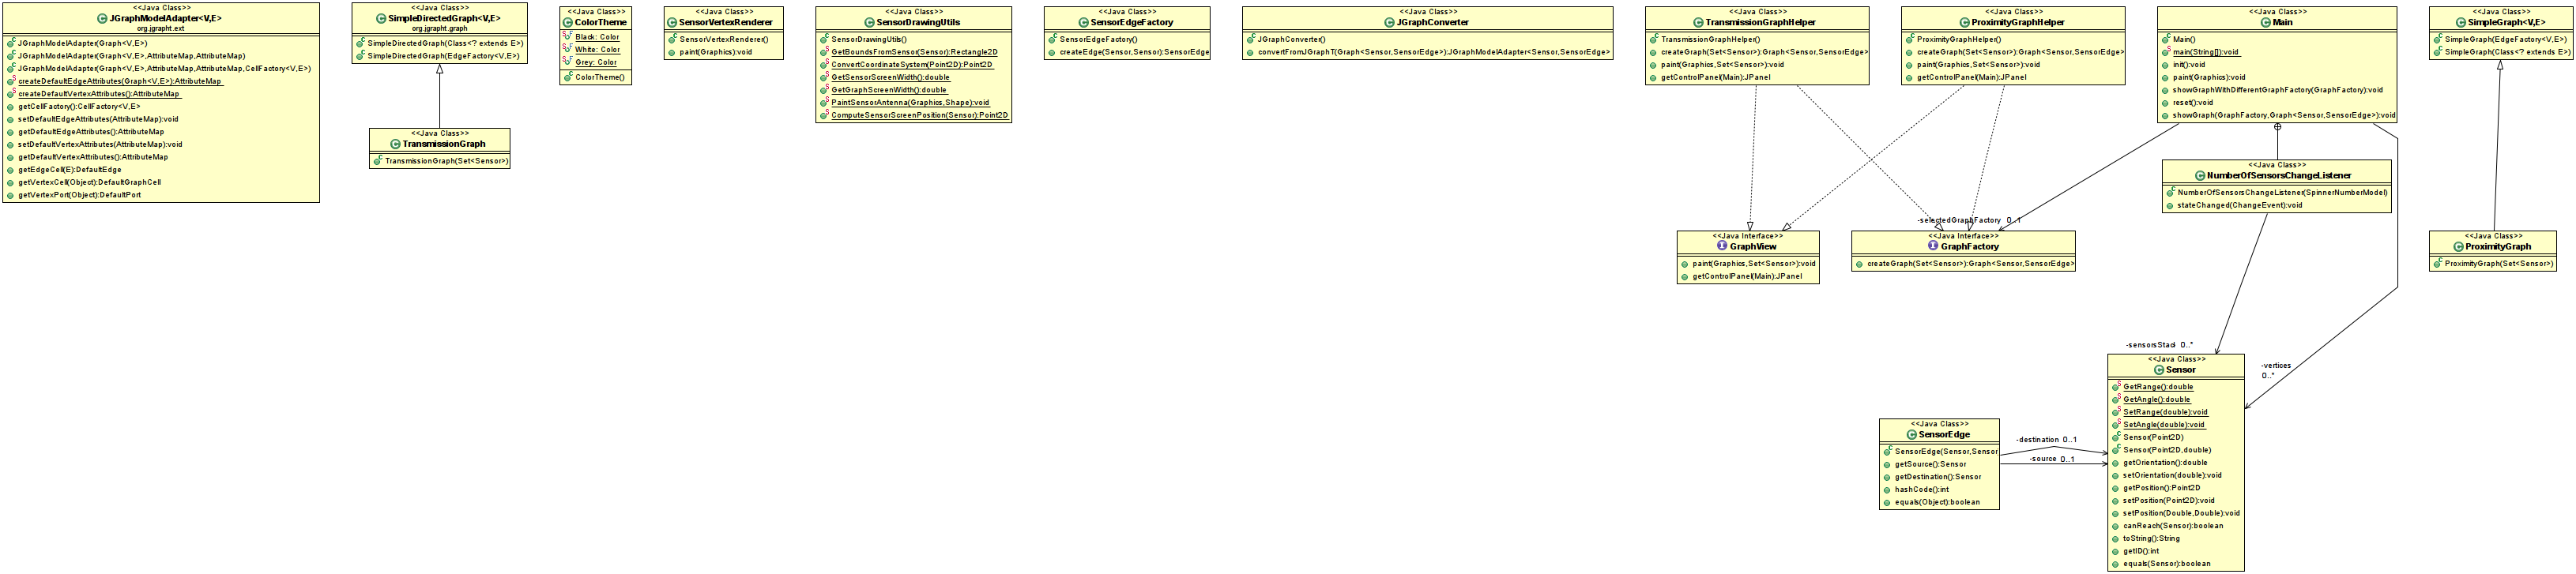 <<Java Class>>
JGraphModelAdapter<V,E>
org.jgrapht.ext
JGraphModelAdapter(Graph<V,E>)
JGraphModelAdapter(Graph<V,E>,AttributeMap,AttributeMap)
JGraphModelAdapter(Graph<V,E>,AttributeMap,AttributeMap,CellFactory<V,E>)
createDefaultEdgeAttributes(Graph<V,E>):AttributeMap
createDefaultVertexAttributes():AttributeMap
getCellFactory():CellFactory<V,E>
setDefaultEdgeAttributes(AttributeMap):void
getDefaultEdgeAttributes():AttributeMap
setDefaultVertexAttributes(AttributeMap):void
getDefaultVertexAttributes():AttributeMap
getEdgeCell(E):DefaultEdge
getVertexCell(Object):DefaultGraphCell
getVertexPort(Object):DefaultPort
<<Java Class>>
SimpleDirectedGraph<V,E>
org.jgrapht.graph
SimpleDirectedGraph(Class<? extends E>)
SimpleDirectedGraph(EdgeFactory<V,E>)
<<Java Class>>
TransmissionGraph
TransmissionGraph(Set<Sensor>)
<<Java Class>>
ColorTheme
Black: Color
White: Color
Grey: Color
ColorTheme()
<<Java Class>>
SensorVertexRenderer
SensorVertexRenderer()
paint(Graphics):void
<<Java Class>>
SensorDrawingUtils
SensorDrawingUtils()
GetBoundsFromSensor(Sensor):Rectangle2D
ConvertCoordinateSystem(Point2D):Point2D
GetSensorScreenWidth():double
GetGraphScreenWidth():double
PaintSensorAntenna(Graphics,Shape):void
ComputeSensorScreenPosition(Sensor):Point2D
<<Java Class>>
SensorEdgeFactory
SensorEdgeFactory()
createEdge(Sensor,Sensor):SensorEdge
<<Java Class>>
JGraphConverter
JGraphConverter()
convertFromJGraphT(Graph<Sensor,SensorEdge>):JGraphModelAdapter<Sensor,SensorEdge>
<<Java Class>>
TransmissionGraphHelper
TransmissionGraphHelper()
createGraph(Set<Sensor>):Graph<Sensor,SensorEdge>
paint(Graphics,Set<Sensor>):void
getControlPanel(Main):JPanel
<<Java Class>>
ProximityGraphHelper
ProximityGraphHelper()
createGraph(Set<Sensor>):Graph<Sensor,SensorEdge>
paint(Graphics,Set<Sensor>):void
getControlPanel(Main):JPanel
<<Java Class>>
Main
Main()
main(String[]):void
init():void
paint(Graphics):void
showGraphWithDifferentGraphFactory(GraphFactory):void
reset():void
showGraph(GraphFactory,Graph<Sensor,SensorEdge>):void
<<Java Class>>
SimpleGraph<V,E>
SimpleGraph(EdgeFactory<V,E>)
SimpleGraph(Class<? extends E>)
<<Java Class>>
NumberOfSensorsChangeListener
NumberOfSensorsChangeListener(SpinnerNumberModel)
stateChanged(ChangeEvent):void
-selectedGraphFactory 0..1
<<Java Interface>>
GraphView
paint(Graphics,Set<Sensor>):void
getControlPanel(Main):JPanel
<<Java Interface>>
GraphFactory
createGraph(Set<Sensor>):Graph<Sensor,SensorEdge>
<<Java Class>>
ProximityGraph
ProximityGraph(Set<Sensor>)
-sensorsStack 0..*
-vertices
0..*
<<Java Class>>
Sensor
GetRange():double
GetAngle():double
SetRange(double):void
SetAngle(double):void
Sensor(Point2D)
Sensor(Point2D,double)
getOrientation():double
setOrientation(double):void
getPosition():Point2D
setPosition(Point2D):void
setPosition(Double,Double):void
canReach(Sensor):boolean
toString():String
getID():int
equals(Sensor):boolean
<<Java Class>>
SensorEdge
SensorEdge(Sensor,Sensor
getSource():Sensor
getDestination():Sensor
hashCode():int
equals(Object):boolean
-destination 0..1
-source 0..1